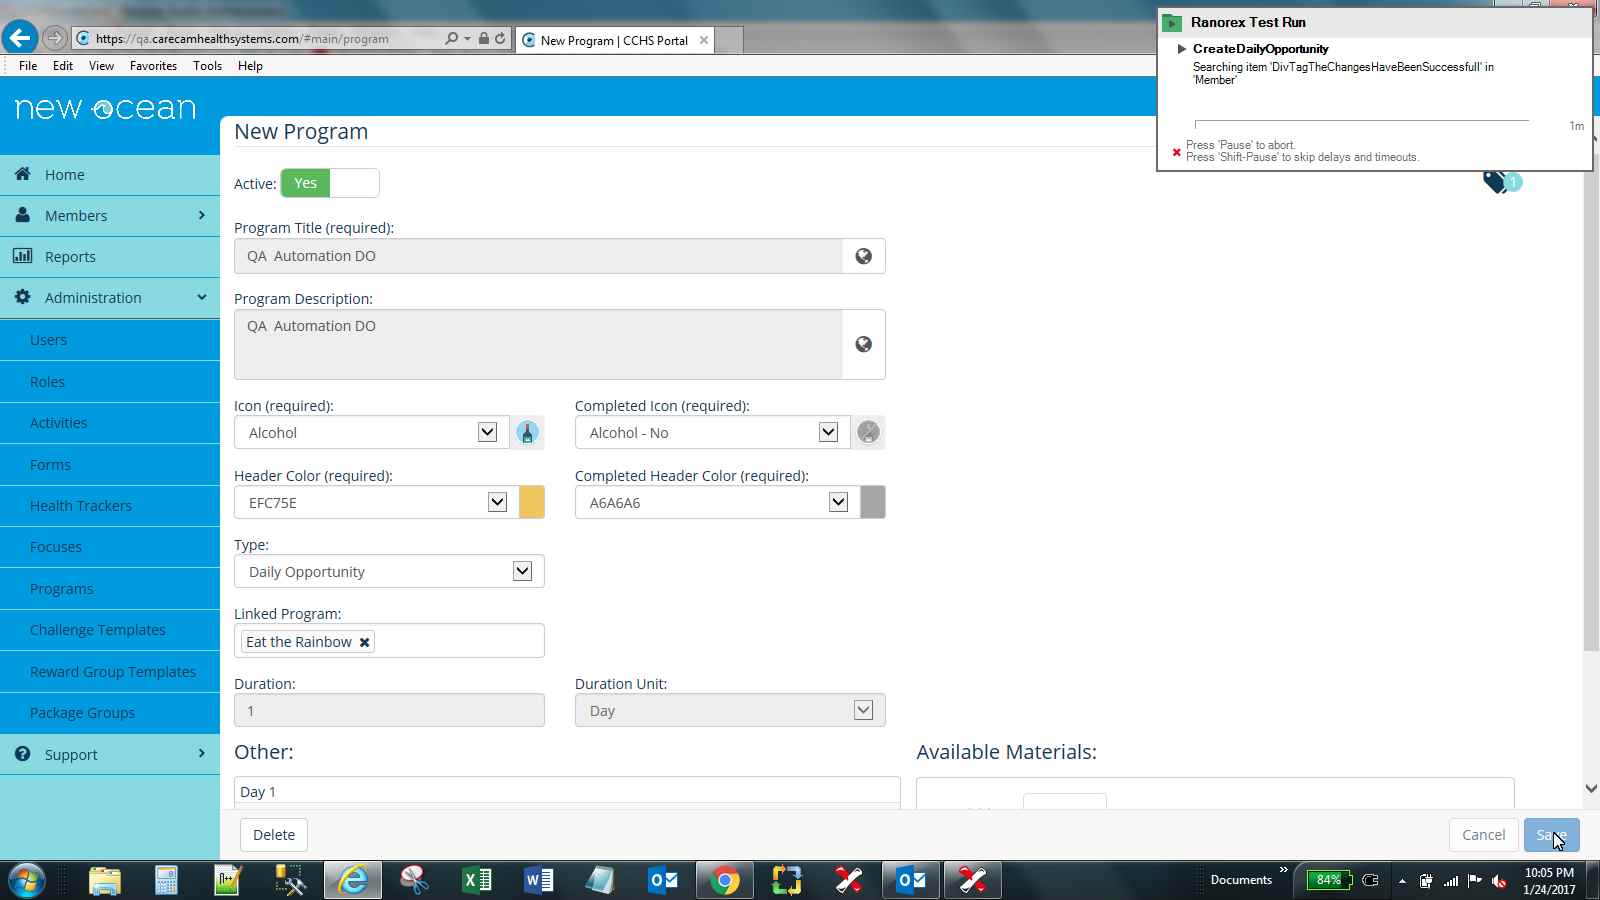 https://qa.carecamhealthsystems.com/#main/program
New Program | CCHS Portal
File Edit View Favorites Tools Help
Ranorex Test Run
CreateDailyOpportunity
Searching item 'DivTagTheChangesHaveBeenSuccessfull' in
'Member'
1m
Press 'Pause' to abort.
Press 'Shift-Pause' to skip delays and timeouts.
new ocean
Home
Members
Reports
Administration
Users
Roles
Activities
Forms
Health Trackers
Focuses
Programs
Challenge Templates
Reward Group Templates
Package Groups
Support
New Program
Active: Yes
1
Program Title (required):
QA Automation DO
Program Description:
QA Automation DO
Icon (required): Completed Icon (required):
Alcohol Alcohol - No
Header Color (required): Completed Header Color (required):
EFC75E A6A6A6
Type:
Daily Opportunity
Linked Program:
Eat the Rainbow
Duration: Duration Unit:
1 Day
Other: Available Materials:
Day 1
Delete Cancel Save
Documents
84%
10:05 PM
1/24/2017